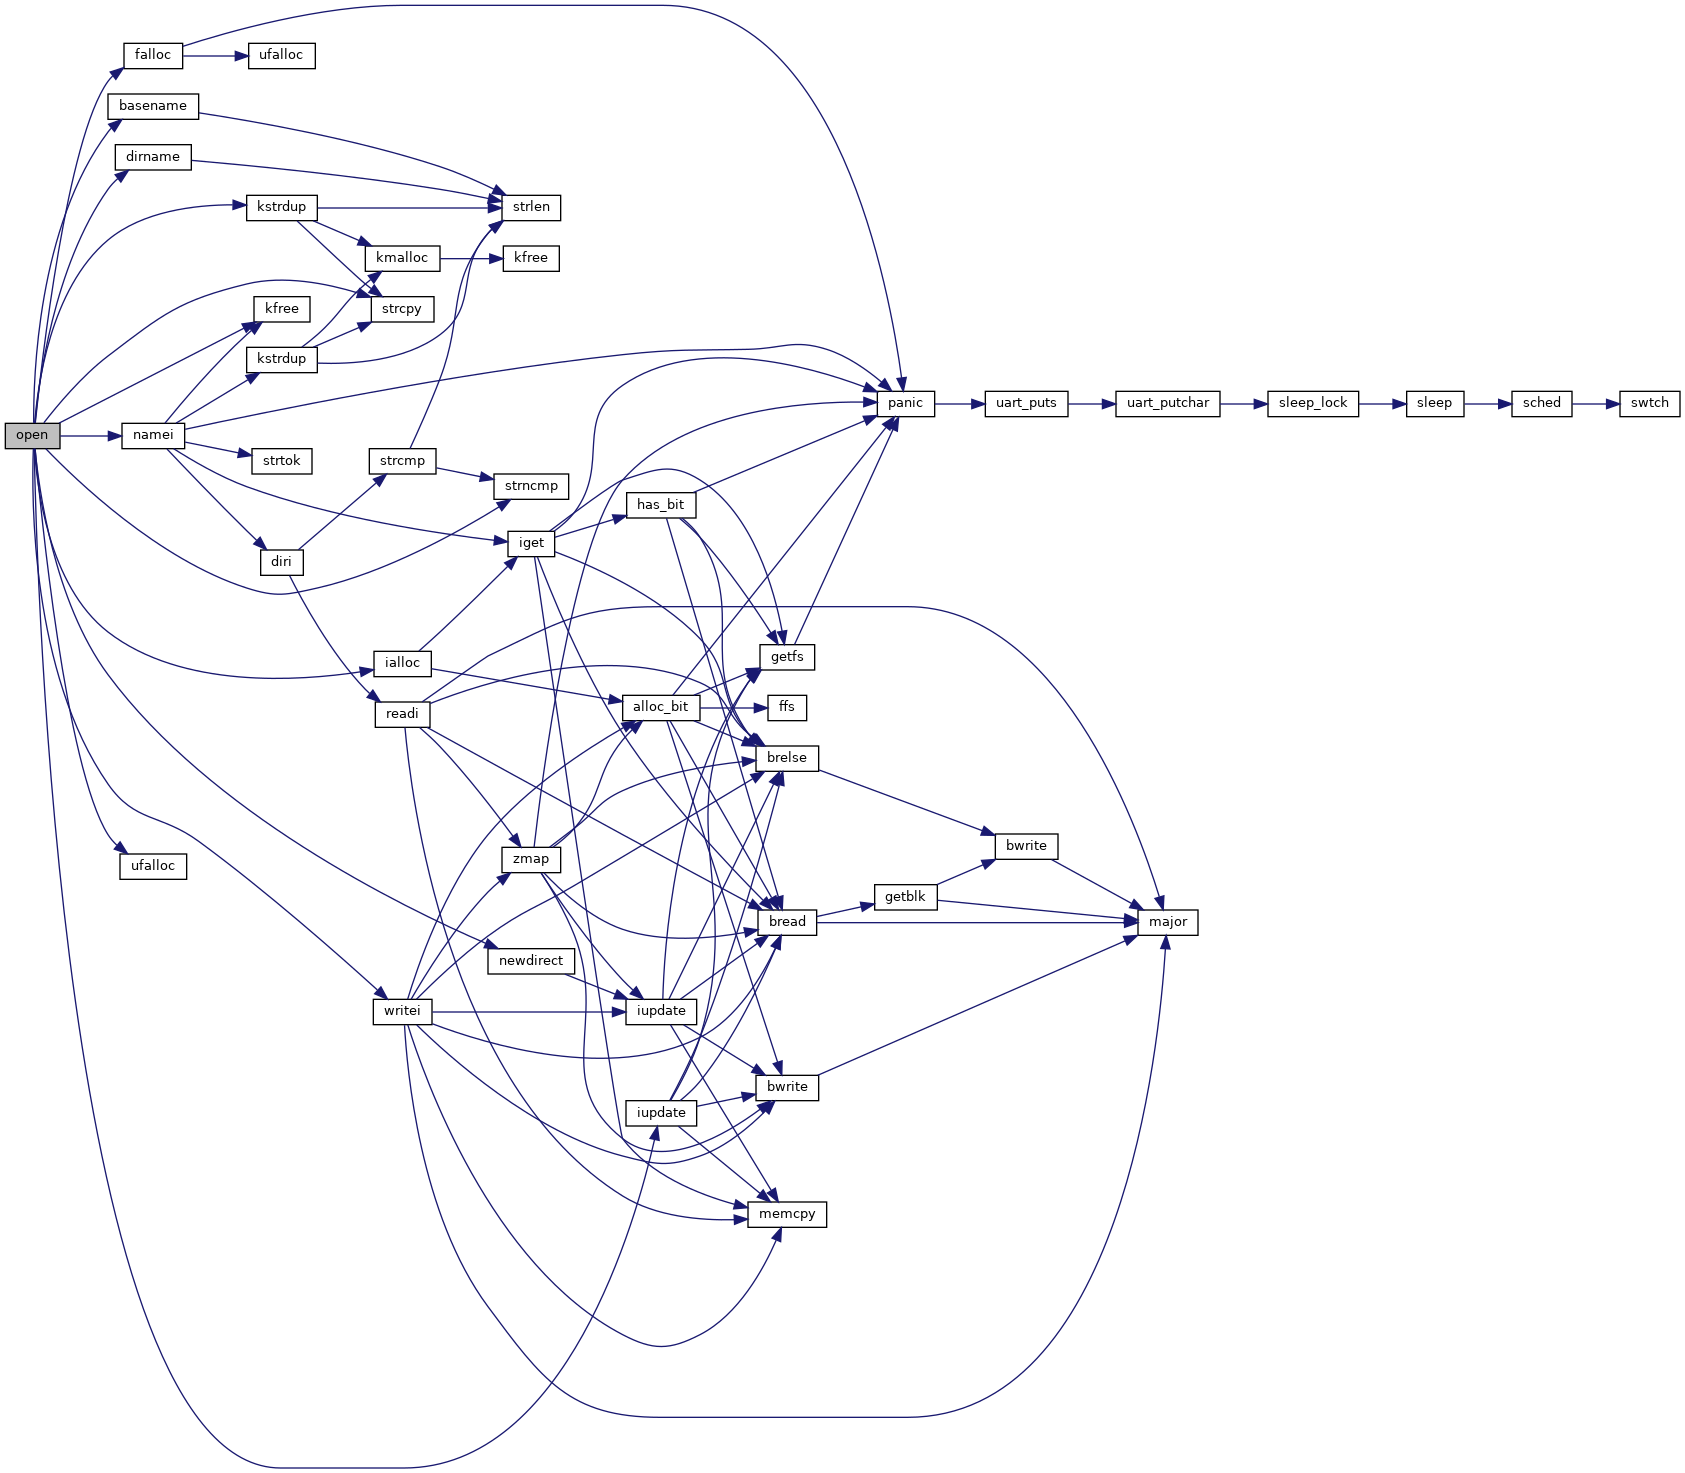 falloc
ufalloc
basename
dirname
kstrdup
strlen
kmalloc
kfree
kfree
strcpy
kstrdup
panic
uart_puts
uart_putchar
sleep_lock
sleep
sched
swtch
open
namei
strtok
strcmp
strncmp
has_bit
iget
diri
getfs
ialloc
readi
alloc_bit
ffs
brelse
bwrite
zmap
ufalloc
getblk
bread
major
newdirect
writei
iupdate
bwrite
iupdate
memcpy